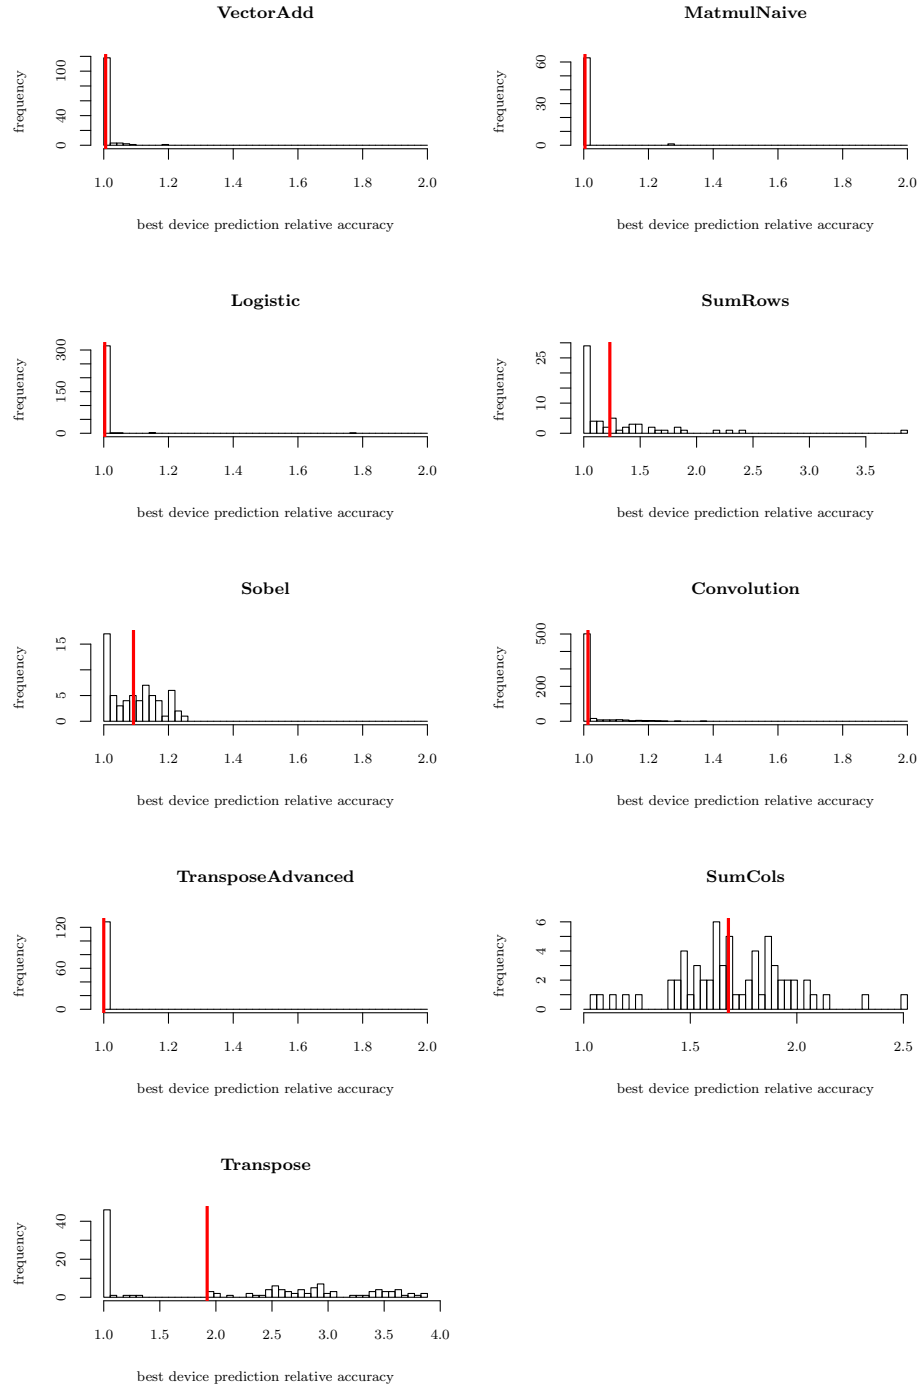 VectorAdd
frequency
0 40 100
1.0 1.2 1.4 1.6 1.8 2.0
best device prediction relative accuracy
MatmulNaive
frequency
0 30 60
1.0 1.2 1.4 1.6 1.8 2.0
best device prediction relative accuracy
Logistic
frequency
0 150 300
1.0 1.2 1.4 1.6 1.8 2.0
best device prediction relative accuracy
SumRows
frequency
0 10 25
1.0 1.5 2.0 2.5 3.0 3.5
best device prediction relative accuracy
Sobel
frequency
0 5 15
1.0 1.2 1.4 1.6 1.8 2.0
best device prediction relative accuracy
Convolution
frequency
0 200 500
1.0 1.2 1.4 1.6 1.8 2.0
best device prediction relative accuracy
TransposeAdvanced
frequency
0 60 120
1.0 1.2 1.4 1.6 1.8 2.0
best device prediction relative accuracy
SumCols
frequency
0 2 4 6
1.0 1.5 2.0 2.5
best device prediction relative accuracy
Transpose
frequency
0 20 40
1.0 1.5 2.0 2.5 3.0 3.5 4.0
best device prediction relative accuracy